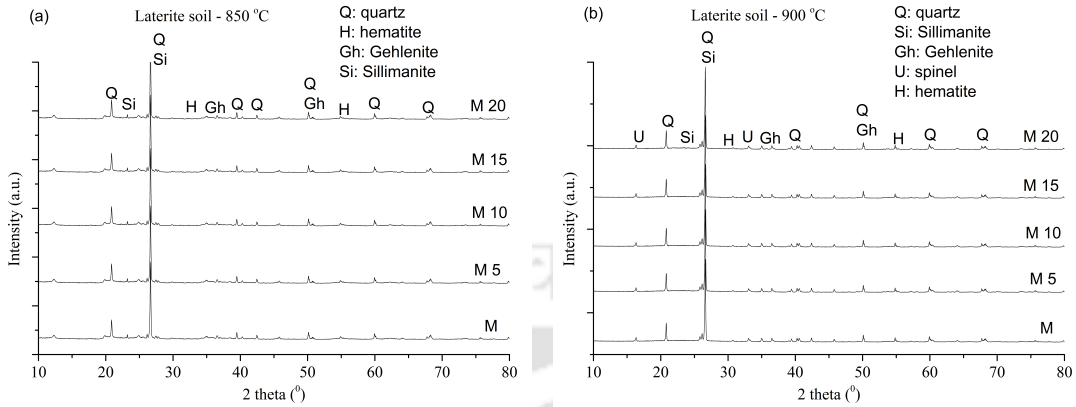 (a)
Laterite soil - 850 °C
Q: quartz
H: hematite
Gh: Gehlenite
Si: Sillimanite
Q
Si
Q
Si
H
Gh
Q
Q
Q
Gh
H
Q
Q
M 20
M 15
M 10
M 5
M
Intensity (a.u.)
10
20
30
40
50
60
70
80
2 theta (⁰)
(b)
Laterite soil - 900 °C
Q: quartz
Si: Sillimanite
Gh: Gehlenite
U: spinel
H: hematite
Q
Si
U
Q
Si
H
U
Gh
Q
Q
Gh
H
Q
Q
M 20
M 15
M 10
M 5
M
Intensity (a.u.)
10
20
30
40
50
60
70
80
2 theta (⁰)